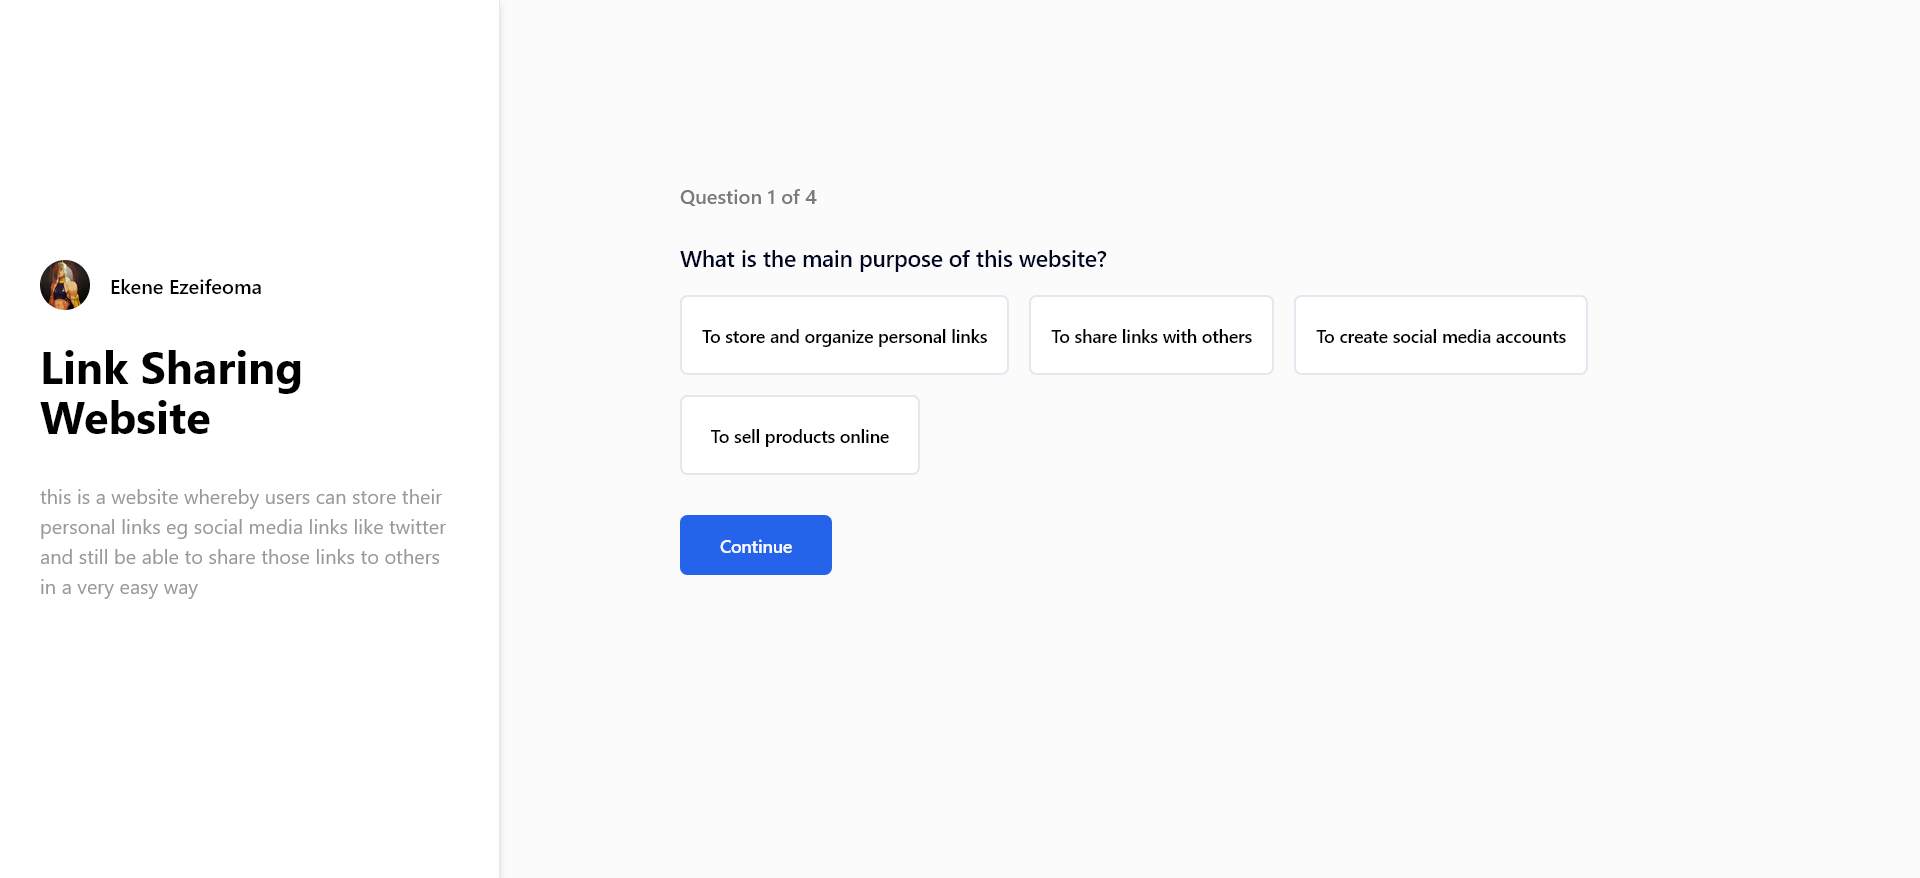 Ekene Ezeifeoma
Link Sharing
Website
this is a website whereby users can store their
personal links eg social media links like twitter
and still be able to share those links to others
in a very easy way
Question 1 of 4
What is the main purpose of this website?
To store and organize personal links
To share links with others
To create social media accounts
To sell products online
Continue